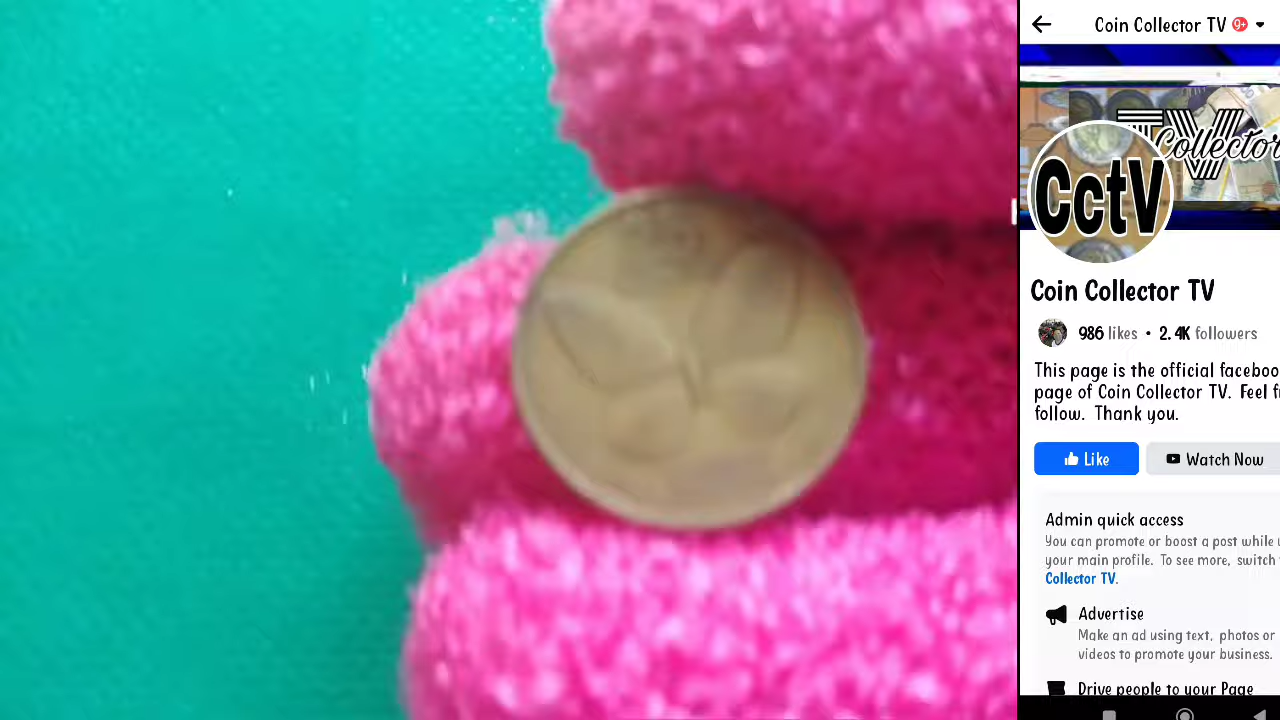 Coin Collector TV 9+
TV
Collector
CctV
Coin Collector TV
986 likes • 2.4K followers
This page is the official faceboo
page of Coin Collector TV. Feel f
follow. Thank you.
Like
Watch Now
Admin quick access
You can promote or boost a post while
your main profile. To see more, switch
Collector TV.
Advertise
Make an ad using text, photos or
videos to promote your business.
Drive people to your Page